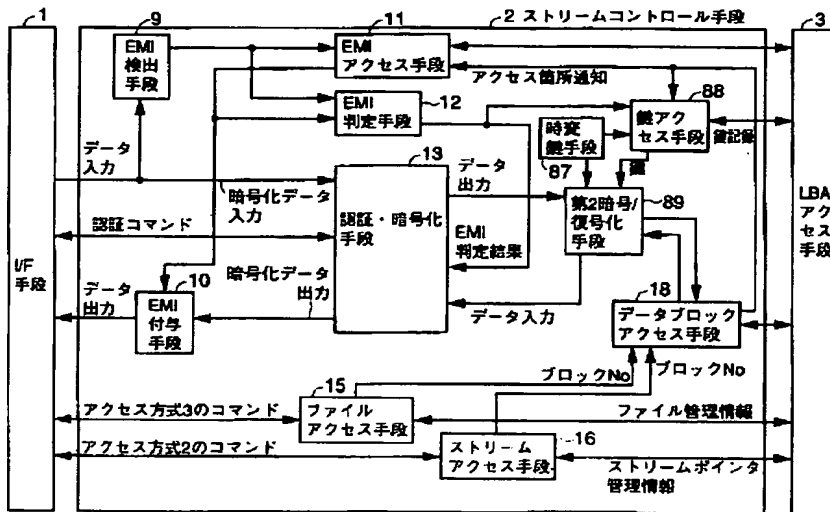 1
9
11
2 ストリームコントロール手段
3
EMI
検出
手段
EMI
アクセス手段
アクセス箇所通知
88
EMI
判定手段
12
鍵アク
セス手段
鍵記録
時変
鍵手段
87
鍵
データ
入力
13
データ
出力
暗号化データ
入力
認証・暗号化
手段
第2暗号/
復号化
手段
89
LBA
アク
セス
手段
認証コマンド
EMI
判定結果
I/F
手段
データ
出力
10
EMI
付与
手段
暗号化データ
出力
データ入力
18
データブロック
アクセス手段
ブロックNo
ブロックNo
15
アクセス方式3のコマンド
ファイル
アクセス手段
ファイル管理情報
アクセス方式2のコマンド
ストリーム
アクセス手段
16
ストリームポインタ
管理情報